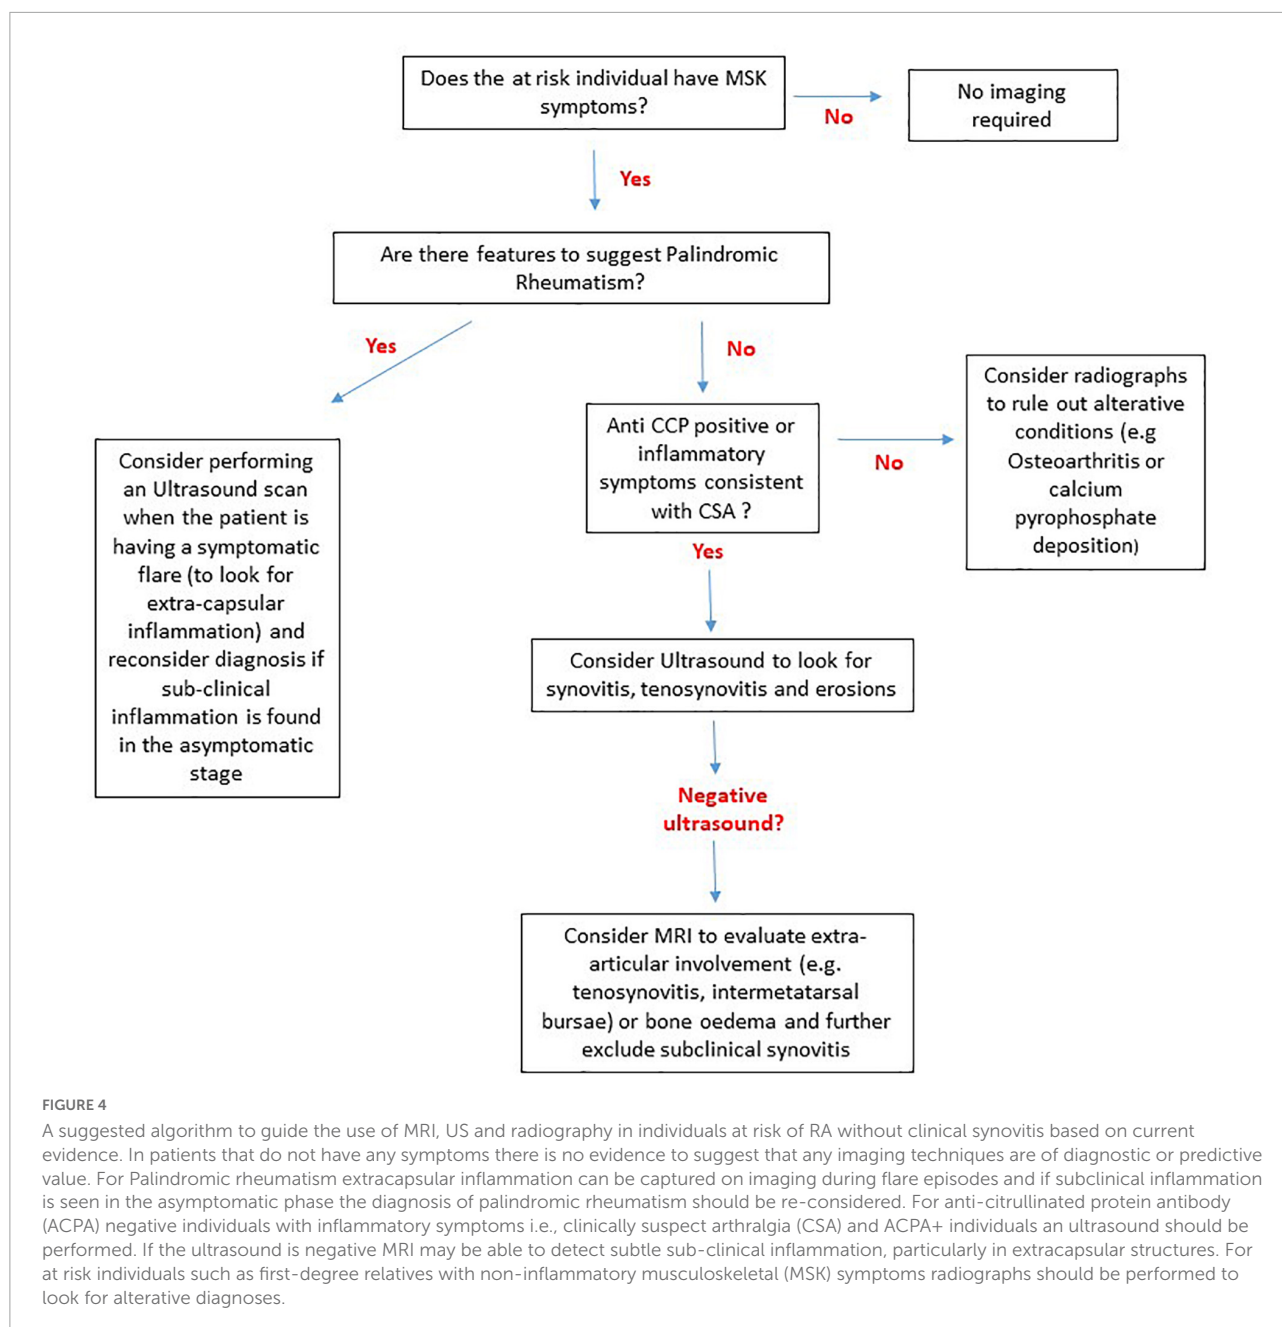 Does the at risk individual have MSK
symptoms?
No
No imaging
required
Yes
Are there features to suggest Palindromic
Rheumatism?
Yes
No
Consider performing
an Ultrasound scan
when the patient is
having a symptomatic
flare (to look for
extra-capsular
inflammation) and
reconsider diagnosis if
sub-clinical
inflammation is found
in the asymptomatic
stage
Anti CCP positive or
inflammatory
symptoms consistent
with CSA ?
No
Consider radiographs
to rule out alterative
conditions (e.g
Osteoarthritis or
calcium
pyrophosphate
deposition)
Yes
Consider Ultrasound to look for
synovitis, tenosynovitis and erosions
Negative
ultrasound?
Consider MRI to evaluate extra-
articular involvement (e.g.
tenosynovitis, intermetatarsal
bursae) or bone oedema and further
exclude subclinical synovitis
FIGURE 4
A suggested algorithm to guide the use of MRI, US and radiography in individuals at risk of RA without clinical synovitis based on current
evidence. In patients that do not have any symptoms there is no evidence to suggest that any imaging techniques are of diagnostic or predictive
value. For Palindromic rheumatism extracapsular inflammation can be captured on imaging during flare episodes and if subclinical inflammation
is seen in the asymptomatic phase the diagnosis of palindromic rheumatism should be re-considered. For anti-citrullinated protein antibody
(ACPA) negative individuals with inflammatory symptoms i.e., clinically suspect arthralgia (CSA) and ACPA+ individuals an ultrasound should be
performed. If the ultrasound is negative MRI may be able to detect subtle sub-clinical inflammation, particularly in extracapsular structures. For
at risk individuals such as first-degree relatives with non-inflammatory musculoskeletal (MSK) symptoms radiographs should be performed to
look for alterative diagnoses.